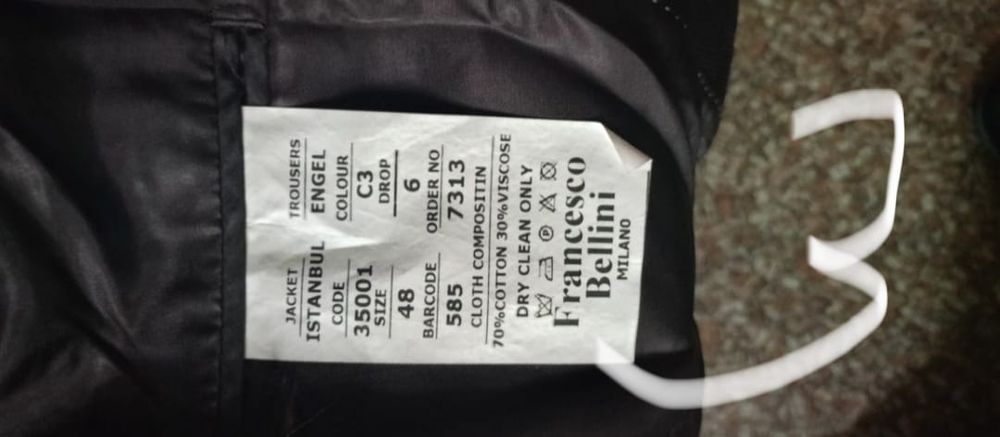 JACKET TROUSERS
ISTANBUL ENGEL
CODE COLOUR
35001 C3
SIZE DROP
48 6
BARCODE ORDER NO
585 7313
CLOTH COMPOSITIN
70%COTTON 30%VISCOSE
DRY CLEAN ONLY
P
Francesco
Bellini
MILANO
3